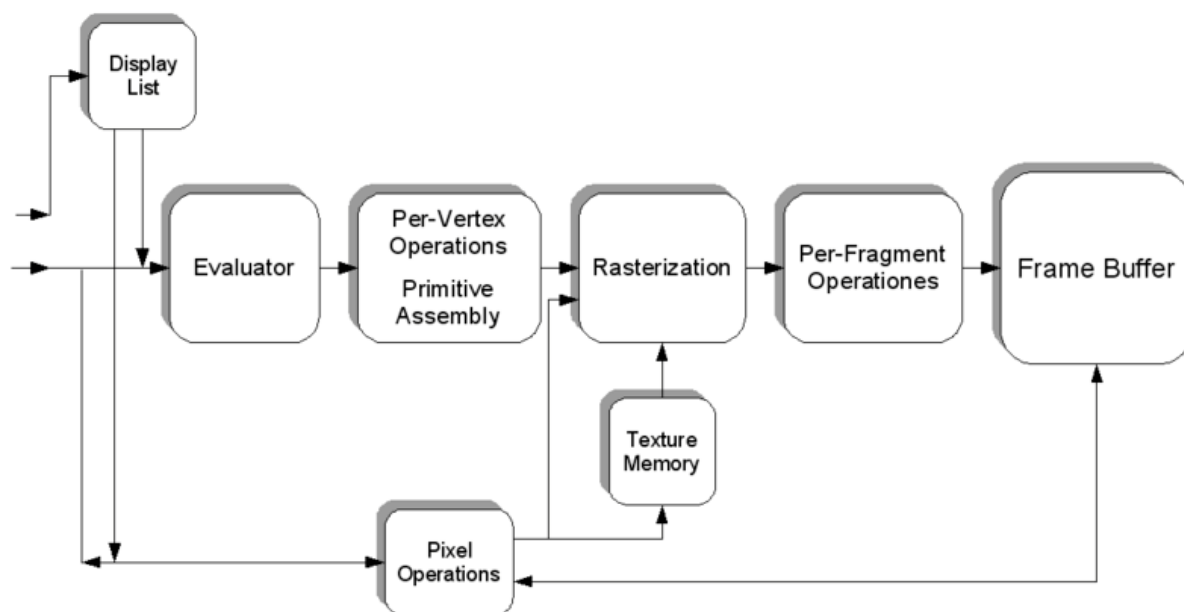 Display
List
Evaluator
Per-Vertex
Operations
Primitive
Assembly
Rasterization
Per-Fragment
Operationes
Frame Buffer
Texture
Memory
Pixel
Operations